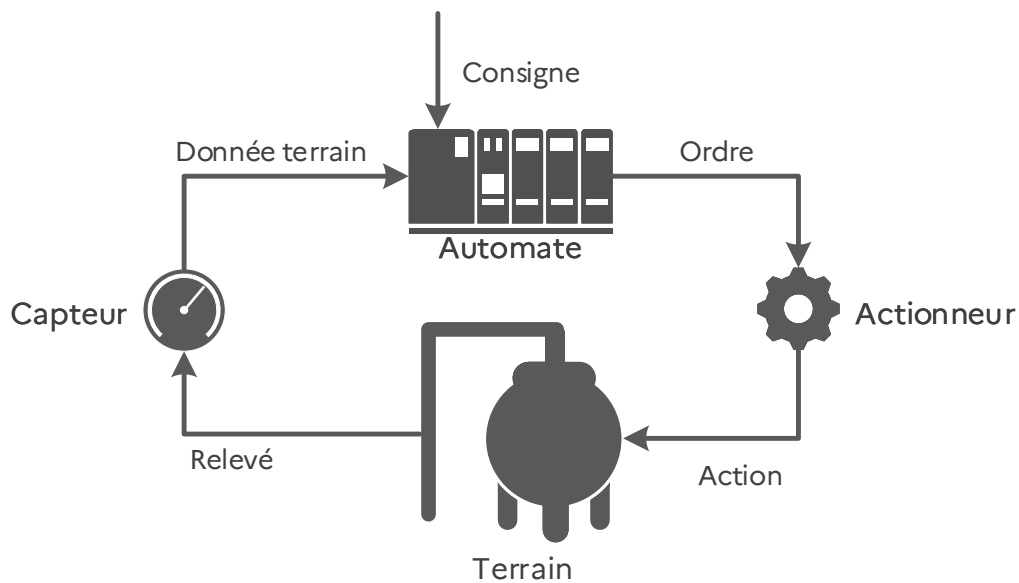 Consigne
Donnée terrain
Ordre
Automate
Capteur
Actionneur
Relevé
Action
Terrain